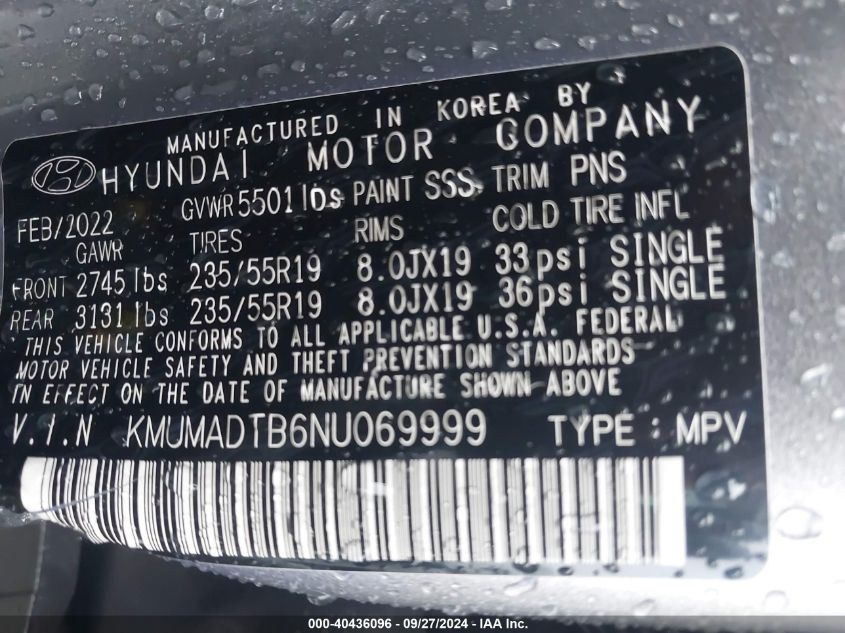 MANUFACTURED IN KOREA BY
HYUNDAI MOTOR COMPANY
FEB/2022 GVWR 5501 lbs PAINT SSS TRIM PNS
GAWR TIRES RIMS COLD TIRE INFL
FRONT 2745 lbs 235/55R19 8.0JX19 33psi SINGLE
REAR 3131 lbs 235/55R19 8.0JX19 36psi SINGLE
THIS VEHICLE CONFORMS TO ALL APPLICABLE U.S.A. FEDERAL
MOTOR VEHICLE SAFETY AND THEFT PREVENTION STANDARDS
IN EFFECT ON THE DATE OF MANUFACTURE SHOWN ABOVE
V.I.N KMUMADTB6NU069999 TYPE : MPV
000-40436096 - 09/27/2024 - IAA Inc.